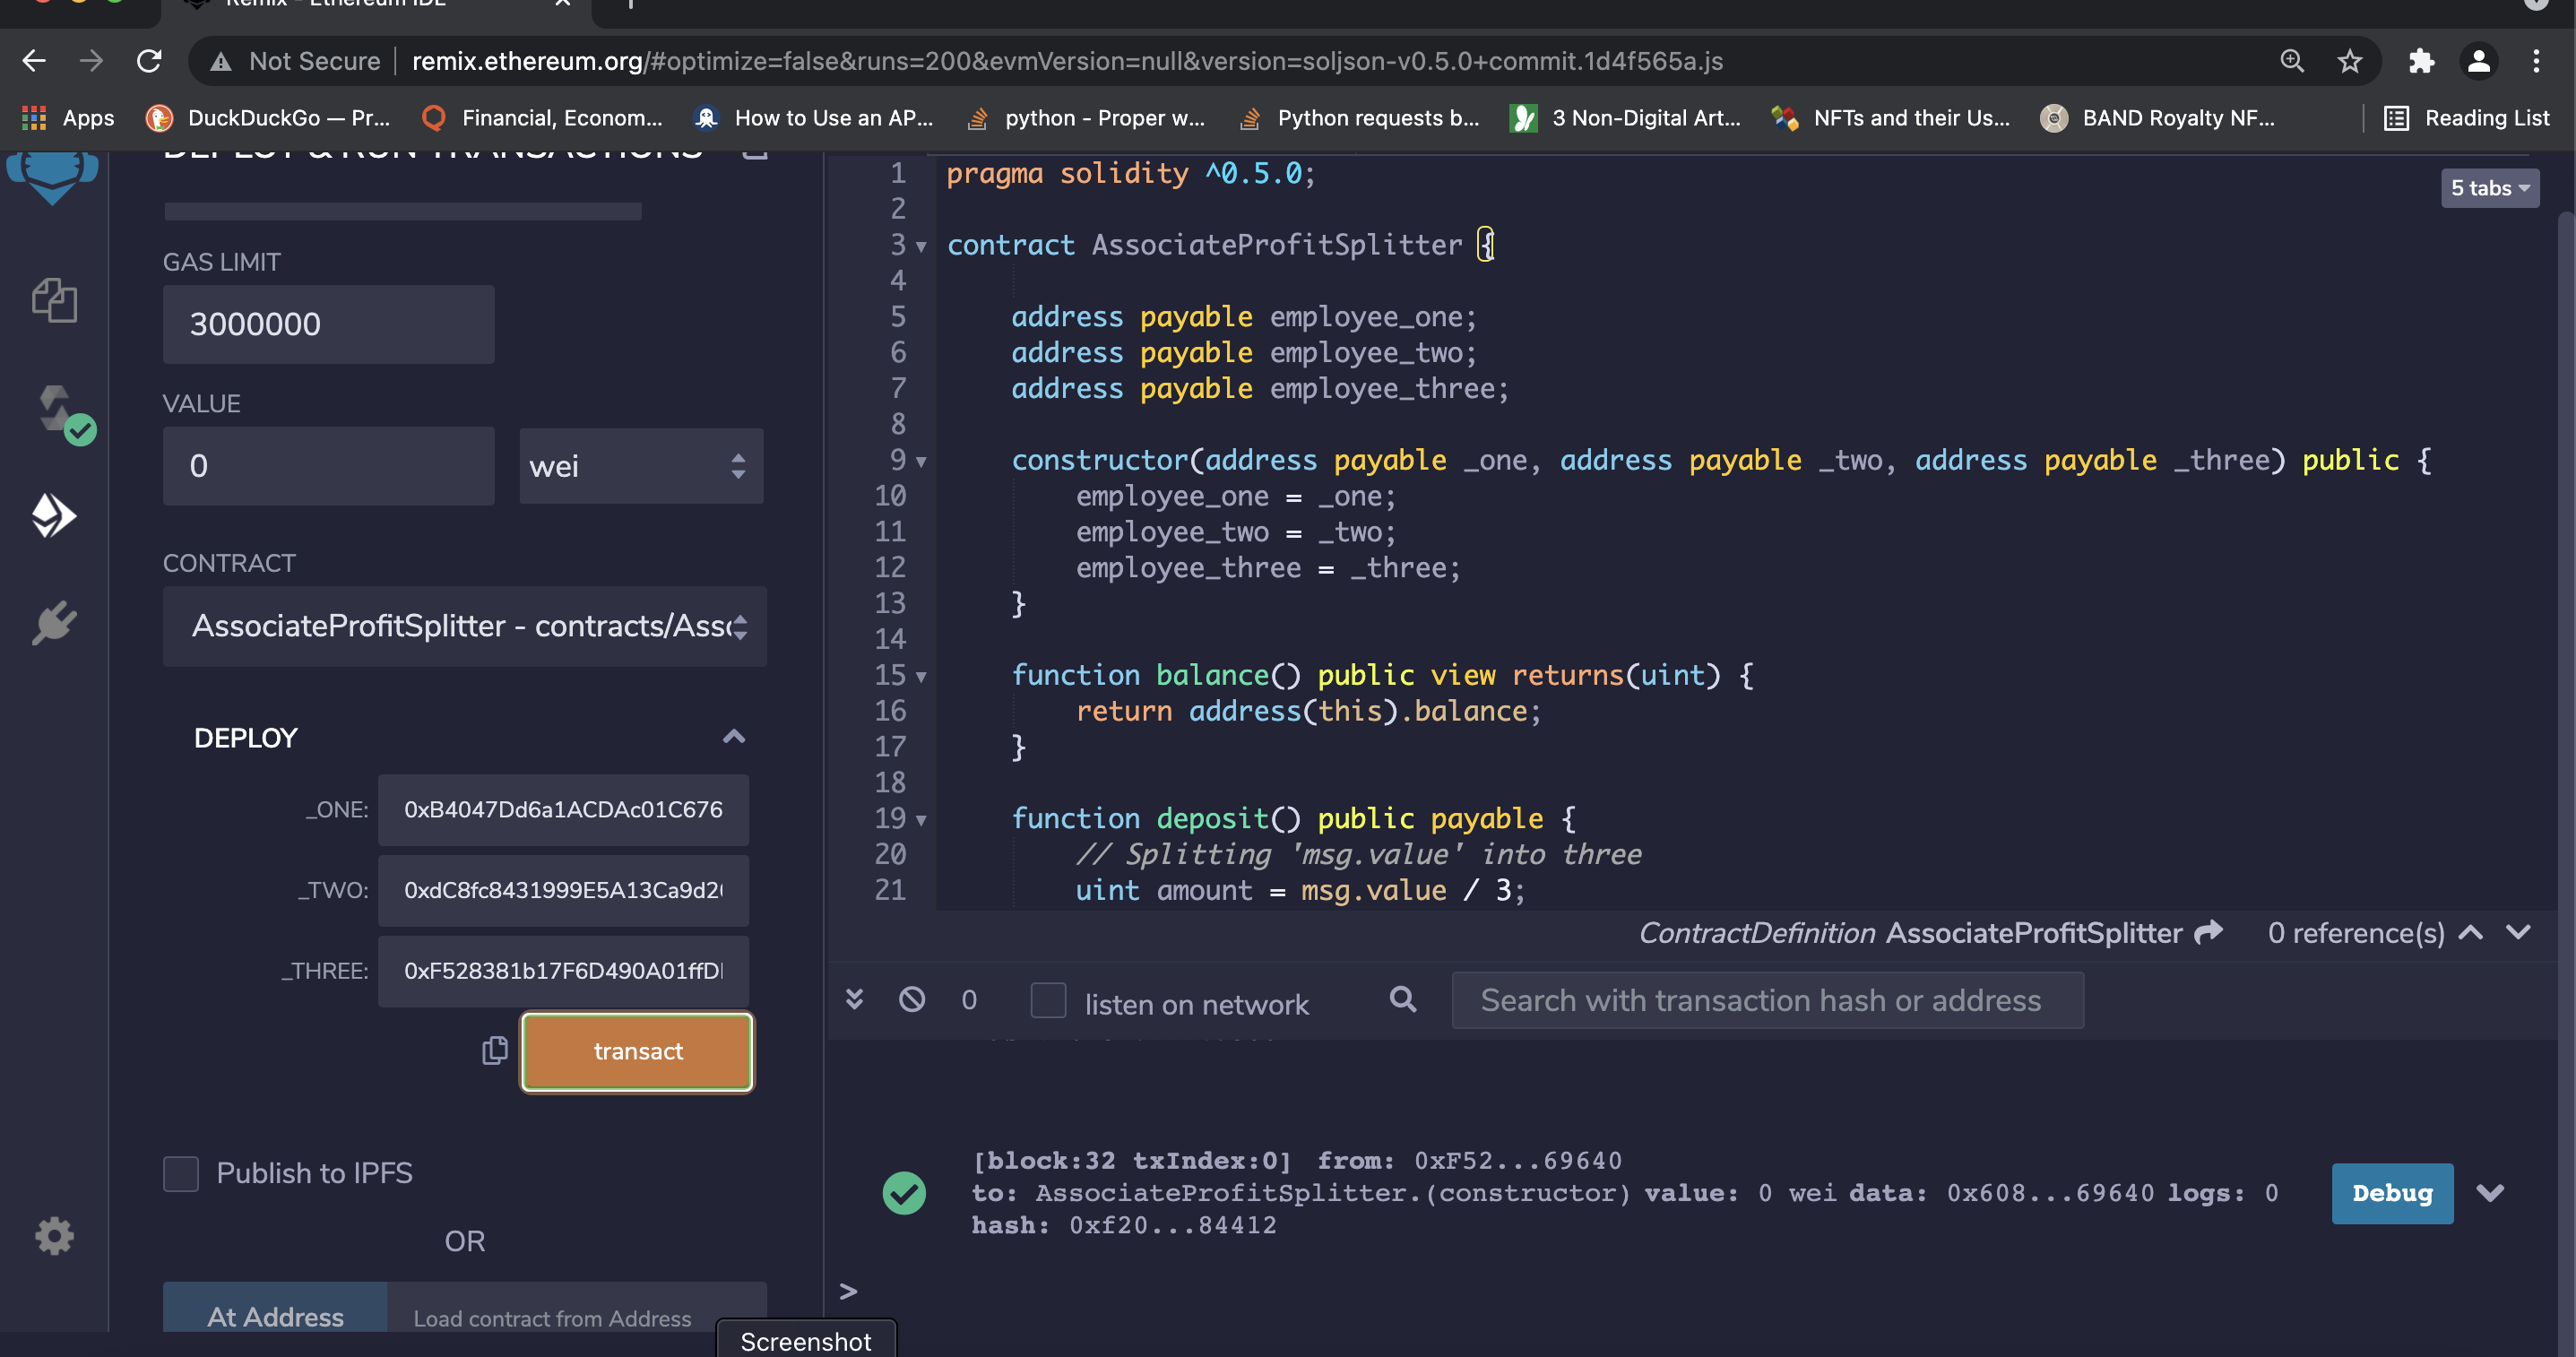 Remix - Ethereum IDE
Not Secure
remix.ethereum.org/#optimize=false&runs=200&evmVersion=null&version=soljson-v0.5.0+commit.1d4f565a.js
Apps
DuckDuckGo — Pr...
Financial, Econom...
How to Use an AP...
python - Proper w...
Python requests b...
3 Non-Digital Art...
NFTs and their Us...
BAND Royalty NF...
Reading List
DEPLOY & RUN TRANSACTIONS
GAS LIMIT
3000000
VALUE
0
wei
CONTRACT
AssociateProfitSplitter - contracts/Asso
DEPLOY
_ONE:
0xB4047Dd6a1ACDAc01C676
_TWO:
0xdC8fc8431999E5A13Ca9d2
_THREE:
0xF528381b17F6D490A01ffD
transact
Publish to IPFS
OR
At Address
Load contract from Address
5 tabs
1 pragma solidity ^0.5.0;
2
3 contract AssociateProfitSplitter {
4
5 address payable employee_one;
6 address payable employee_two;
7 address payable employee_three;
8
9 constructor(address payable _one, address payable _two, address payable _three) public {
10 employee_one = _one;
11 employee_two = _two;
12 employee_three = _three;
13 }
14
15 function balance() public view returns(uint) {
16 return address(this).balance;
17 }
18
19 function deposit() public payable {
20 // Splitting 'msg.value' into three
21 uint amount = msg.value / 3;
ContractDefinition AssociateProfitSplitter
0 reference(s)
0
listen on network
Search with transaction hash or address
[block:32 txIndex:0] from: 0xF52...69640
to: AssociateProfitSplitter.(constructor) value: 0 wei data: 0x608...69640 logs: 0
hash: 0xf20...84412
Debug
>
Screenshot